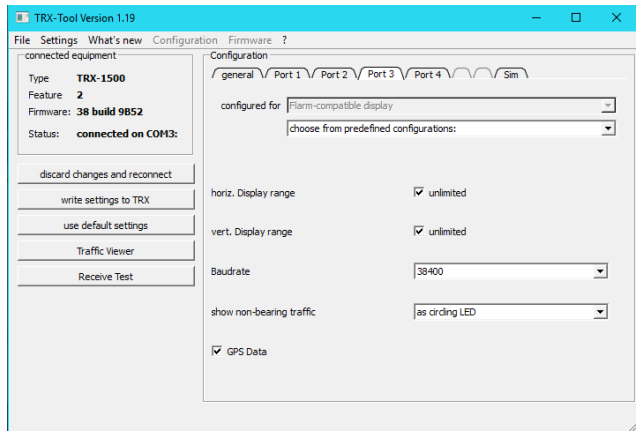 TRX-Tool Version 1.19
File Settings What's new Configuration Firmware ?
connected equipment
Type TRX-1500
Feature 2
Firmware: 38 build 9B52
Status: connected on COM3:
discard changes and reconnect
write settings to TRX
use default settings
Traffic Viewer
Receive Test
Configuration
general Port 1 Port 2 Port 3 Port 4 Sim
configured for Flarm-compatible display
choose from predefined configurations:
horiz. Display range unlimited
vert. Display range unlimited
Baudrate 38400
show non-bearing traffic as circling LED
GPS Data